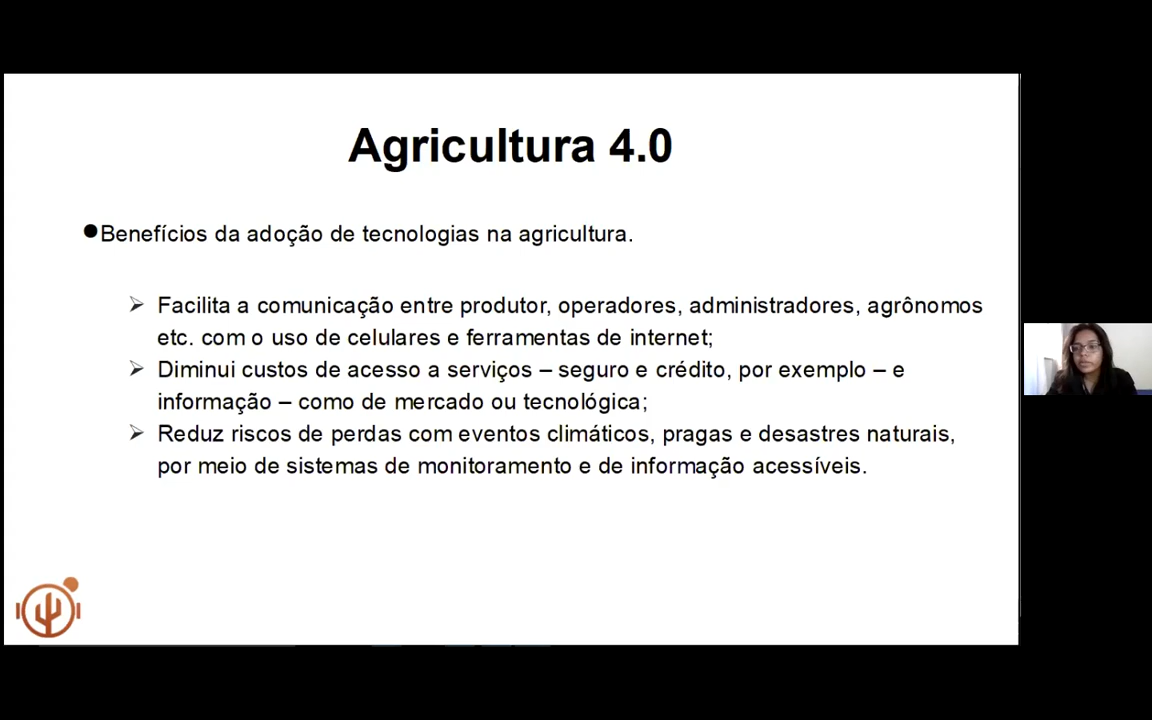 Agricultura 4.0
●Benefícios da adoção de tecnologias na agricultura.
➢ Facilita a comunicação entre produtor, operadores, administradores, agrônomos
etc. com o uso de celulares e ferramentas de internet;
➢ Diminui custos de acesso a serviços – seguro e crédito, por exemplo – e
informação – como de mercado ou tecnológica;
➢ Reduz riscos de perdas com eventos climáticos, pragas e desastres naturais,
por meio de sistemas de monitoramento e de informação acessíveis.